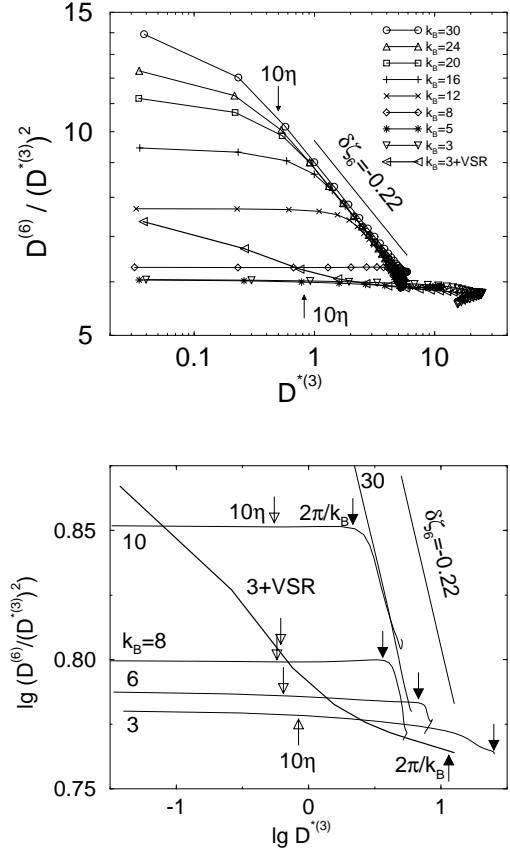 15
10
5
D^(6) / (D^*(3))^2
10η
10η
δζ_6=-0.22
k_B=30
k_B=24
k_B=20
k_B=16
k_B=12
k_B=8
k_B=5
k_B=3
k_B=3+VSR
0.1
1
10
D^*(3)
0.85
0.80
0.75
lg (D^(6)/(D^*(3))^2)
10
10η
2π/k_B
30
δζ_6=-0.22
3+VSR
k_B=8
6
3
10η
2π/k_B
-1
0
1
lg D^*(3)